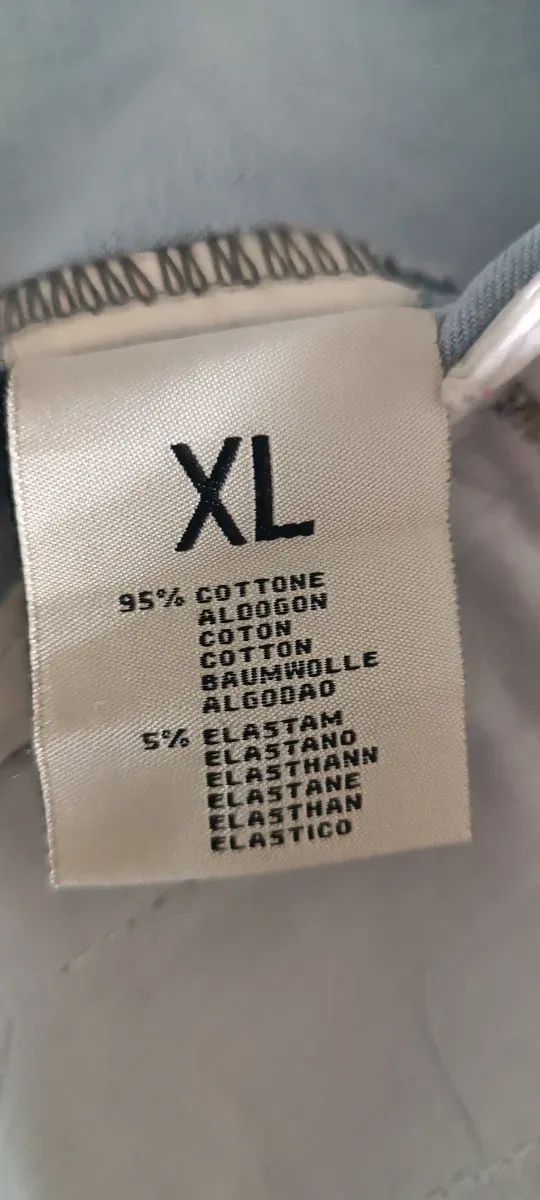 XL
95% COTTONE
ALOOGON
COTON
COTTON
BAUMWOLLE
ALGODAO
5% ELASTAM
ELASTANO
ELASTHANN
ELASTANE
ELASTHAN
ELASTICO